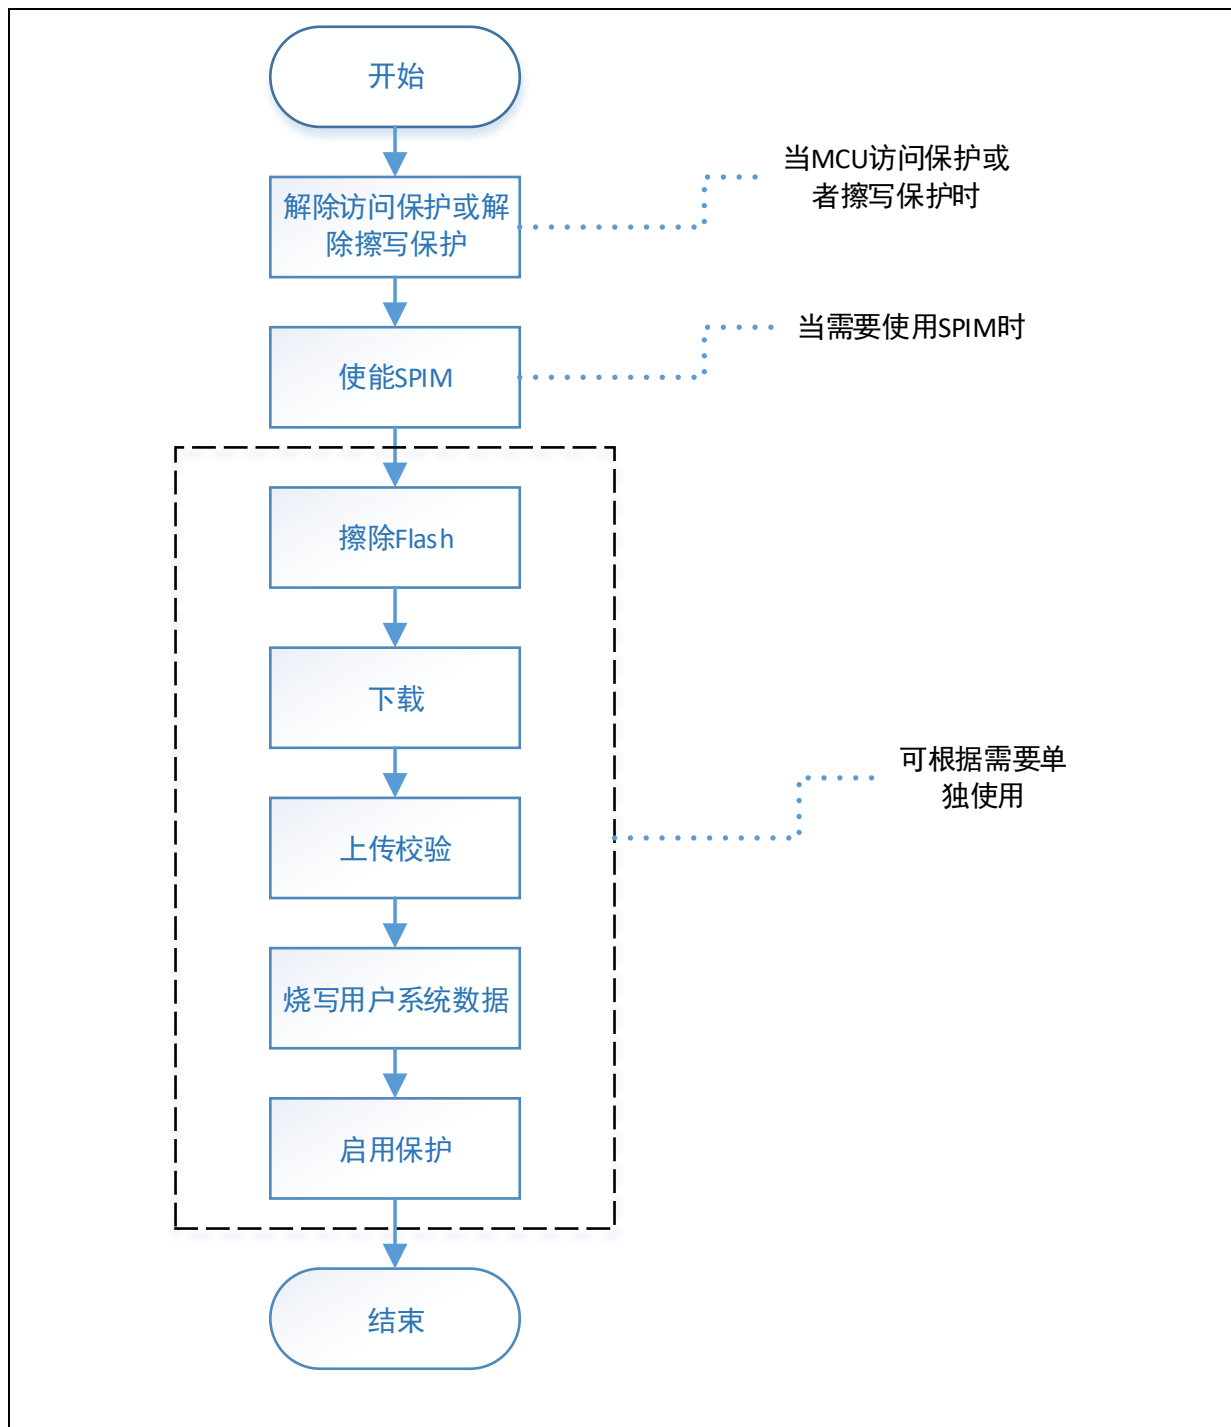 开始
当MCU访问保护或
者擦写保护时
解除访问保护或解
除擦写保护
当需要使用SPIM时
使能SPIM
擦除Flash
下载
可根据需要单
独使用
上传校验
烧写用户系统数据
启用保护
结束